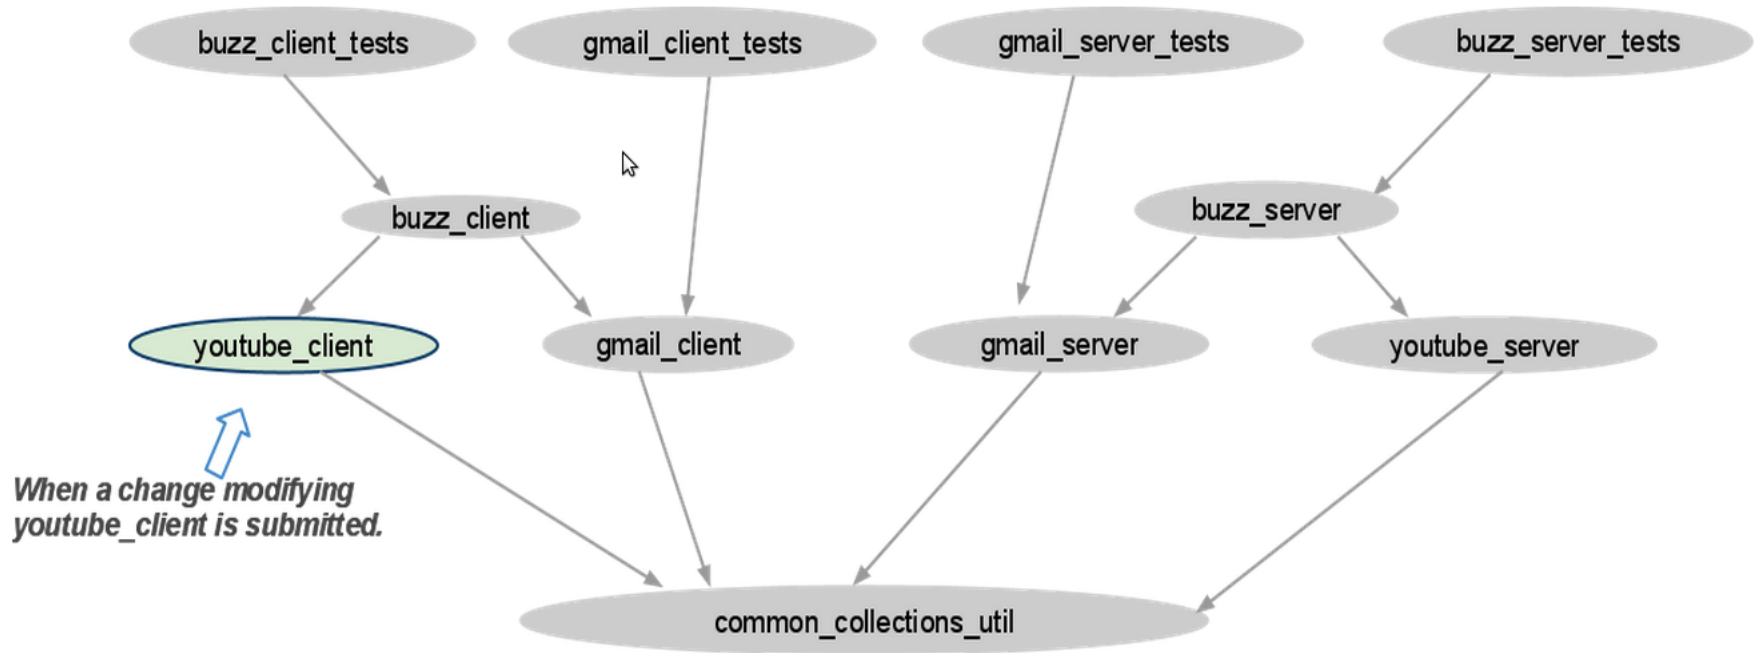 buzz_client_tests
gmail_client_tests
gmail_server_tests
buzz_server_tests
buzz_client
buzz_server
youtube_client
gmail_client
gmail_server
youtube_server
When a change modifying
youtube_client is submitted.
common_collections_util